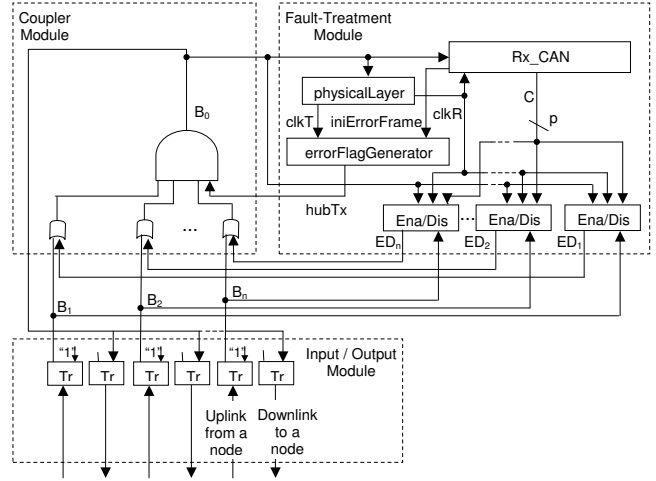 Coupler
Module
Fault-Treatment
Module
Rx_CAN
physicalLayer
B0
clkT
iniErrorFrame
clkR
C
p
errorFlagGenerator
hubTx
Ena/Dis
...
Ena/Dis
Ena/Dis
...
EDn
ED2
ED1
B1
B2
Bn
"1"
"1"
"1"
Input / Output
Module
Tr
Tr
Tr
Tr
Tr
Tr
Uplink
from a
node
Downlink
to a
node